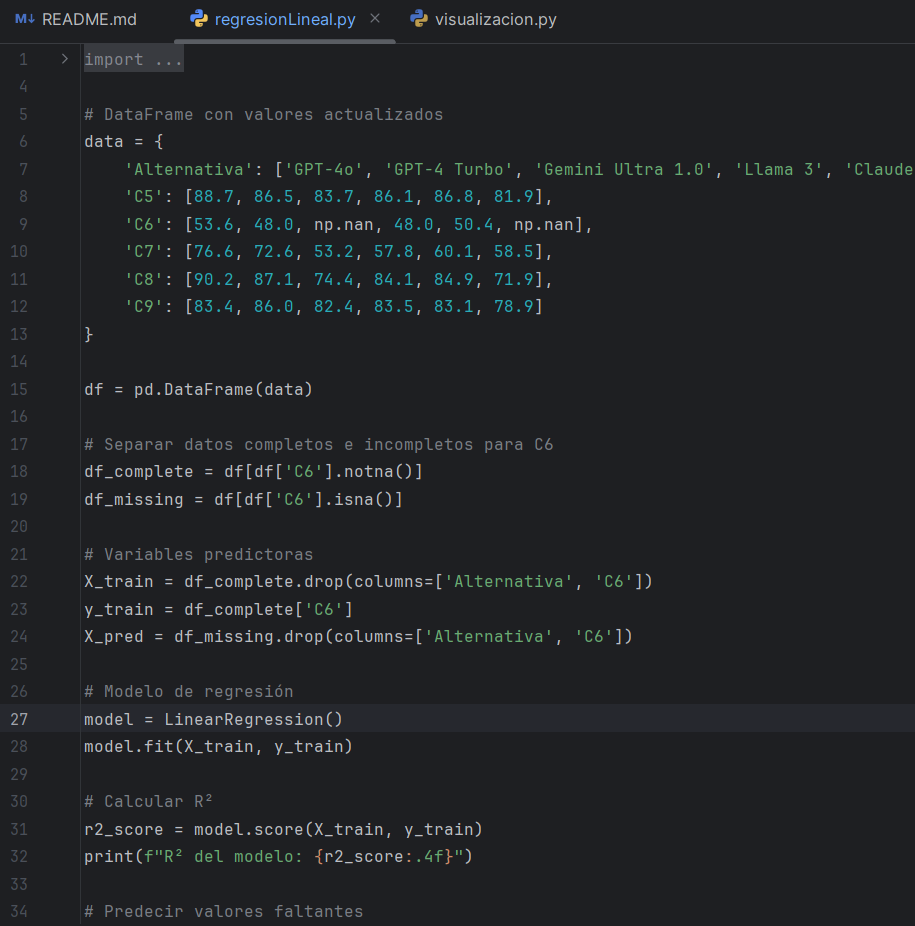 M↓ README.md regresionLineal.py × visualizacion.py
1 > import ...
4
5 # DataFrame con valores actualizados
6 data = {
7     'Alternativa': ['GPT-4o', 'GPT-4 Turbo', 'Gemini Ultra 1.0', 'Llama 3', 'Claude
8     'C5': [88.7, 86.5, 83.7, 86.1, 86.8, 81.9],
9     'C6': [53.6, 48.0, np.nan, 48.0, 50.4, np.nan],
10     'C7': [76.6, 72.6, 53.2, 57.8, 60.1, 58.5],
11     'C8': [90.2, 87.1, 74.4, 84.1, 84.9, 71.9],
12     'C9': [83.4, 86.0, 82.4, 83.5, 83.1, 78.9]
13 }
14
15 df = pd.DataFrame(data)
16
17 # Separar datos completos e incompletos para C6
18 df_complete = df[df['C6'].notna()]
19 df_missing = df[df['C6'].isna()]
20
21 # Variables predictoras
22 X_train = df_complete.drop(columns=['Alternativa', 'C6'])
23 y_train = df_complete['C6']
24 X_pred = df_missing.drop(columns=['Alternativa', 'C6'])
25
26 # Modelo de regresión
27 model = LinearRegression()
28 model.fit(X_train, y_train)
29
30 # Calcular R²
31 r2_score = model.score(X_train, y_train)
32 print(f"R² del modelo: {r2_score:.4f}")
33
34 # Predecir valores faltantes